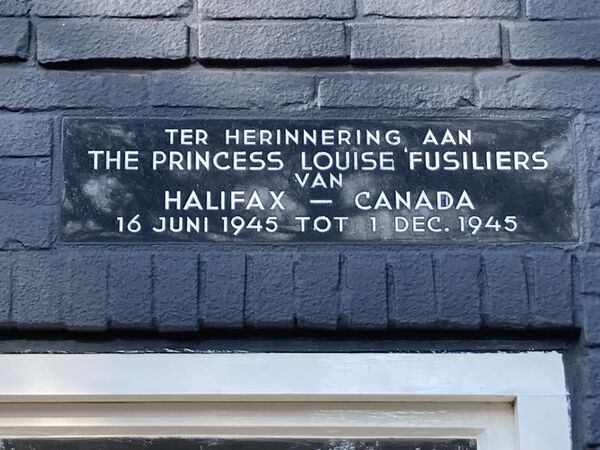 TER HERINNERING AAN
THE PRINCESS LOUISE FUSILIERS
VAN
HALIFAX — CANADA
16 JUNI 1945 TOT 1 DEC. 1945